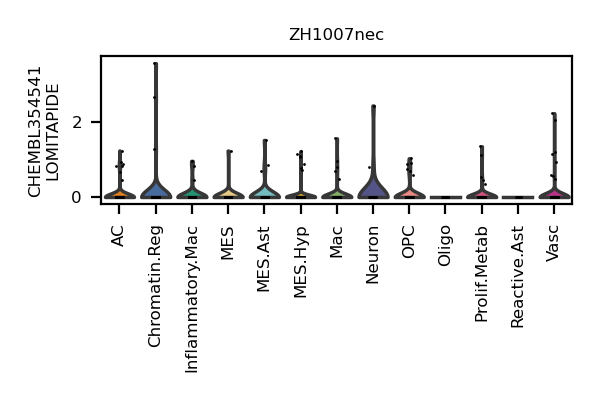 ZH1007nec
CHEMBL354541
LOMITAPIDE
2
0
AC
Chromatin.Reg
Inflammatory.Mac
MES
MES.Ast
MES.Hyp
Mac
Neuron
OPC
Oligo
Prolif.Metab
Reactive.Ast
Vasc